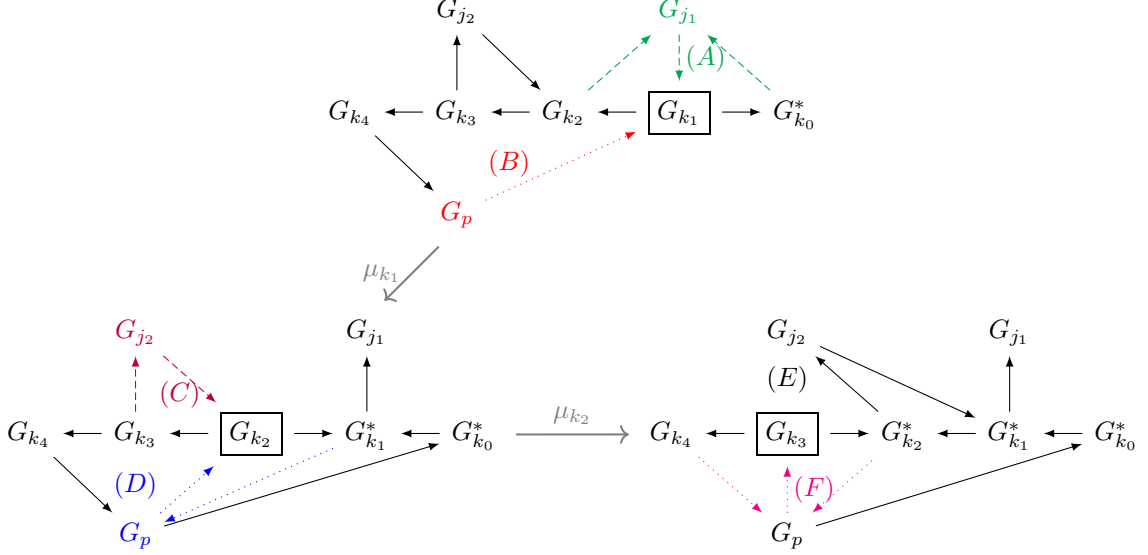 G_{j_2} G_{j_1}
(A)
G_{k_4} G_{k_3} G_{k_2} G_{k_1} G^*_{k_0}
(B)
G_p
μ_{k_1}
G_{j_2} G_{j_1} G_{j_2} G_{j_1}
(C) (E)
G_{k_4} G_{k_3} G_{k_2} G^*_{k_1} G^*_{k_0} μ_{k_2} G_{k_4} G_{k_3} G^*_{k_2} G^*_{k_1} G^*_{k_0}
(D) (F)
G_p G_p